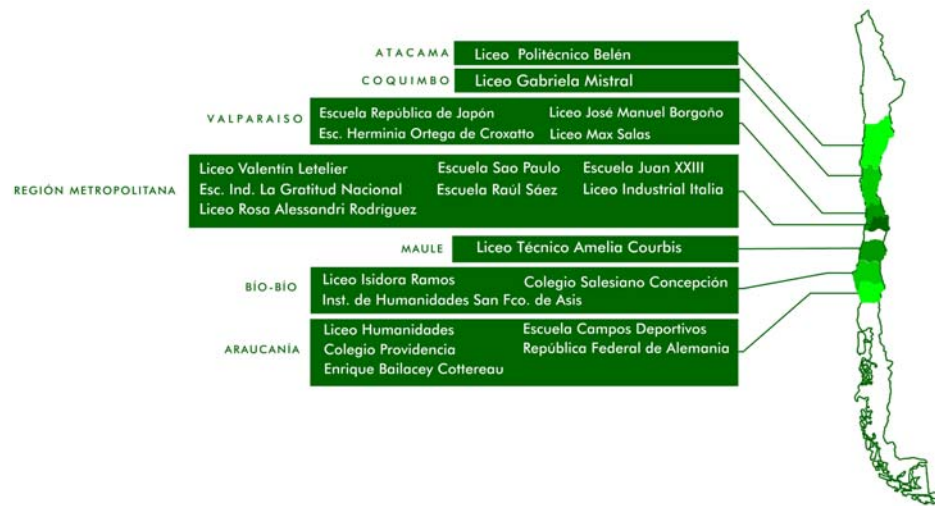 ATACAMA
Liceo Politécnico Belén
COQUIMBO
Liceo Gabriela Mistral
VALPARAISO
Escuela República de Japón
Liceo José Manuel Borgoño
Esc. Herminia Ortega de Croxatto
Liceo Max Salas
REGIÓN METROPOLITANA
Liceo Valentín Letelier
Escuela Sao Paulo
Escuela Juan XXIII
Esc. Ind. La Gratitud Nacional
Escuela Raúl Sáez
Liceo Industrial Italia
Liceo Rosa Alessandri Rodríguez
MAULE
Liceo Técnico Amelia Courbis
BÍO-BÍO
Liceo Isidora Ramos
Colegio Salesiano Concepción
Inst. de Humanidades San Fco. de Asis
ARAUCANÍA
Liceo Humanidades
Escuela Campos Deportivos
Colegio Providencia
República Federal de Alemania
Enrique Bailacey Cottereau